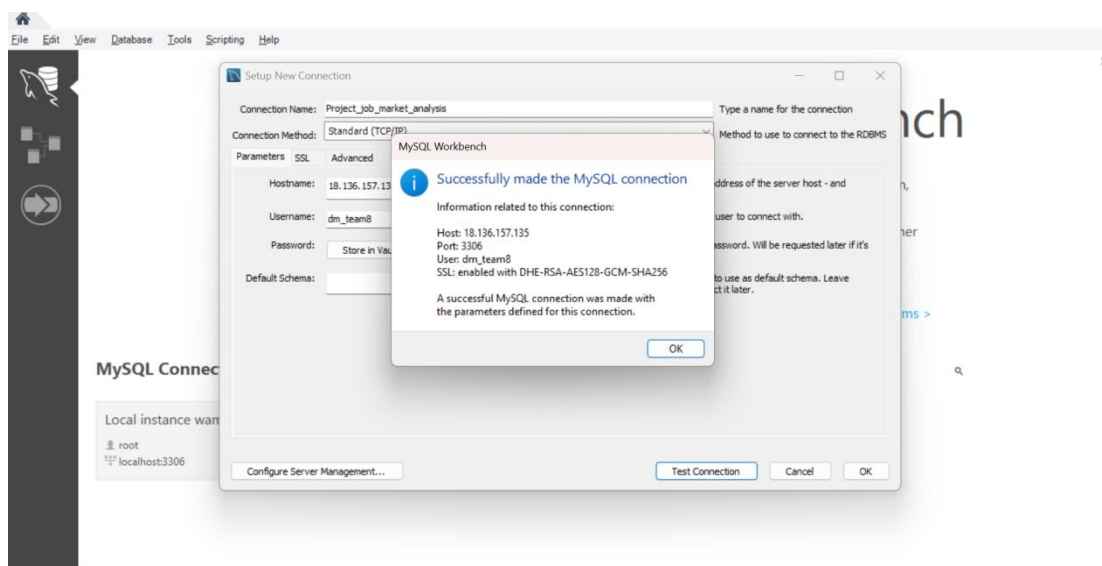 File Edit View Database Tools Scripting Help
Setup New Connection
nch
Connection Name: Project_job_market_analysis Type a name for the connection
Connection Method: Standard (TCP/IP) Method to use to connect to the RDBMS
Parameters SSL Advanced
MySQL Workbench
Successfully made the MySQL connection
Information related to this connection:
Host: 18.136.157.135
Port: 3306
User: dm_team8
SSL: enabled with DHE-RSA-AES128-GCM-SHA256
A successful MySQL connection was made with
the parameters defined for this connection.
OK
Hostname: 18.136.157.13 address of the server host - and
Username: dm_team8 user to connect with.
Password: Store in Vau assword. Will be requested later if it's
Default Schema: to use as default schema. Leave
ct it later.
n,
ner
ms >
MySQL Connec
Local instance wam
root
localhost:3306
Configure Server Management... Test Connection Cancel OK